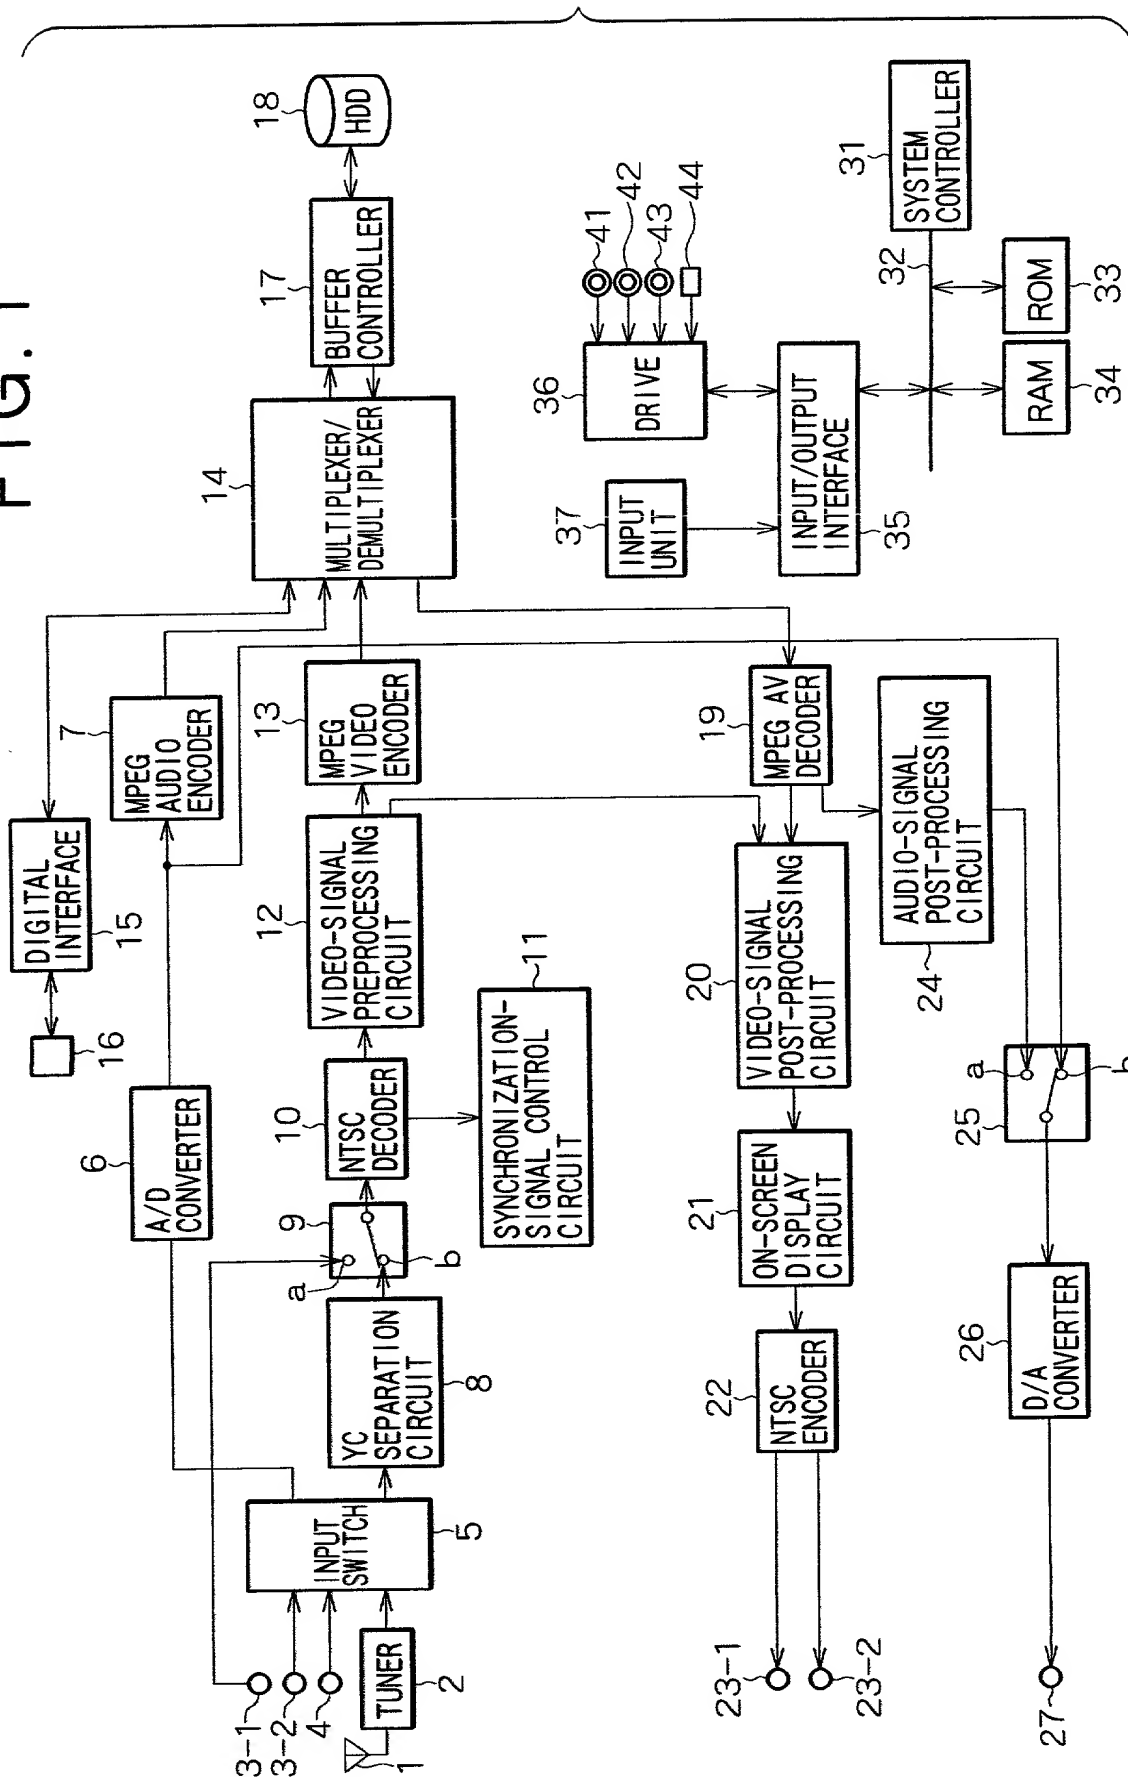 FIG. 1
3-1
3-2
4
1
TUNER
2
INPUT
SWITCH
5
A/D
CONVERTER
6
YC
SEPARATION
CIRCUIT
8
9
a
b
NTSC
DECODER
10
SYNCHRONIZATION-
SIGNAL CONTROL
CIRCUIT
11
VIDEO-SIGNAL
PREPROCESSING
CIRCUIT
12
16
DIGITAL
INTERFACE
15
MPEG
AUDIO
ENCODER
7
MPEG
VIDEO
ENCODER
13
MULTIPLEXER/
DEMULTIPLEXER
14
BUFFER
CONTROLLER
17
HDD
18
MPEG AV
DECODER
19
VIDEO-SIGNAL
POST-PROCESSING
CIRCUIT
20
ON-SCREEN
DISPLAY
CIRCUIT
21
NTSC
ENCODER
22
23-1
23-2
AUDIO-SIGNAL
POST-PROCESSING
CIRCUIT
24
25
a
b
D/A
CONVERTER
26
27
INPUT
UNIT
37
DRIVE
36
41
42
43
44
INPUT/OUTPUT
INTERFACE
35
SYSTEM
CONTROLLER
31
32
ROM
33
RAM
34